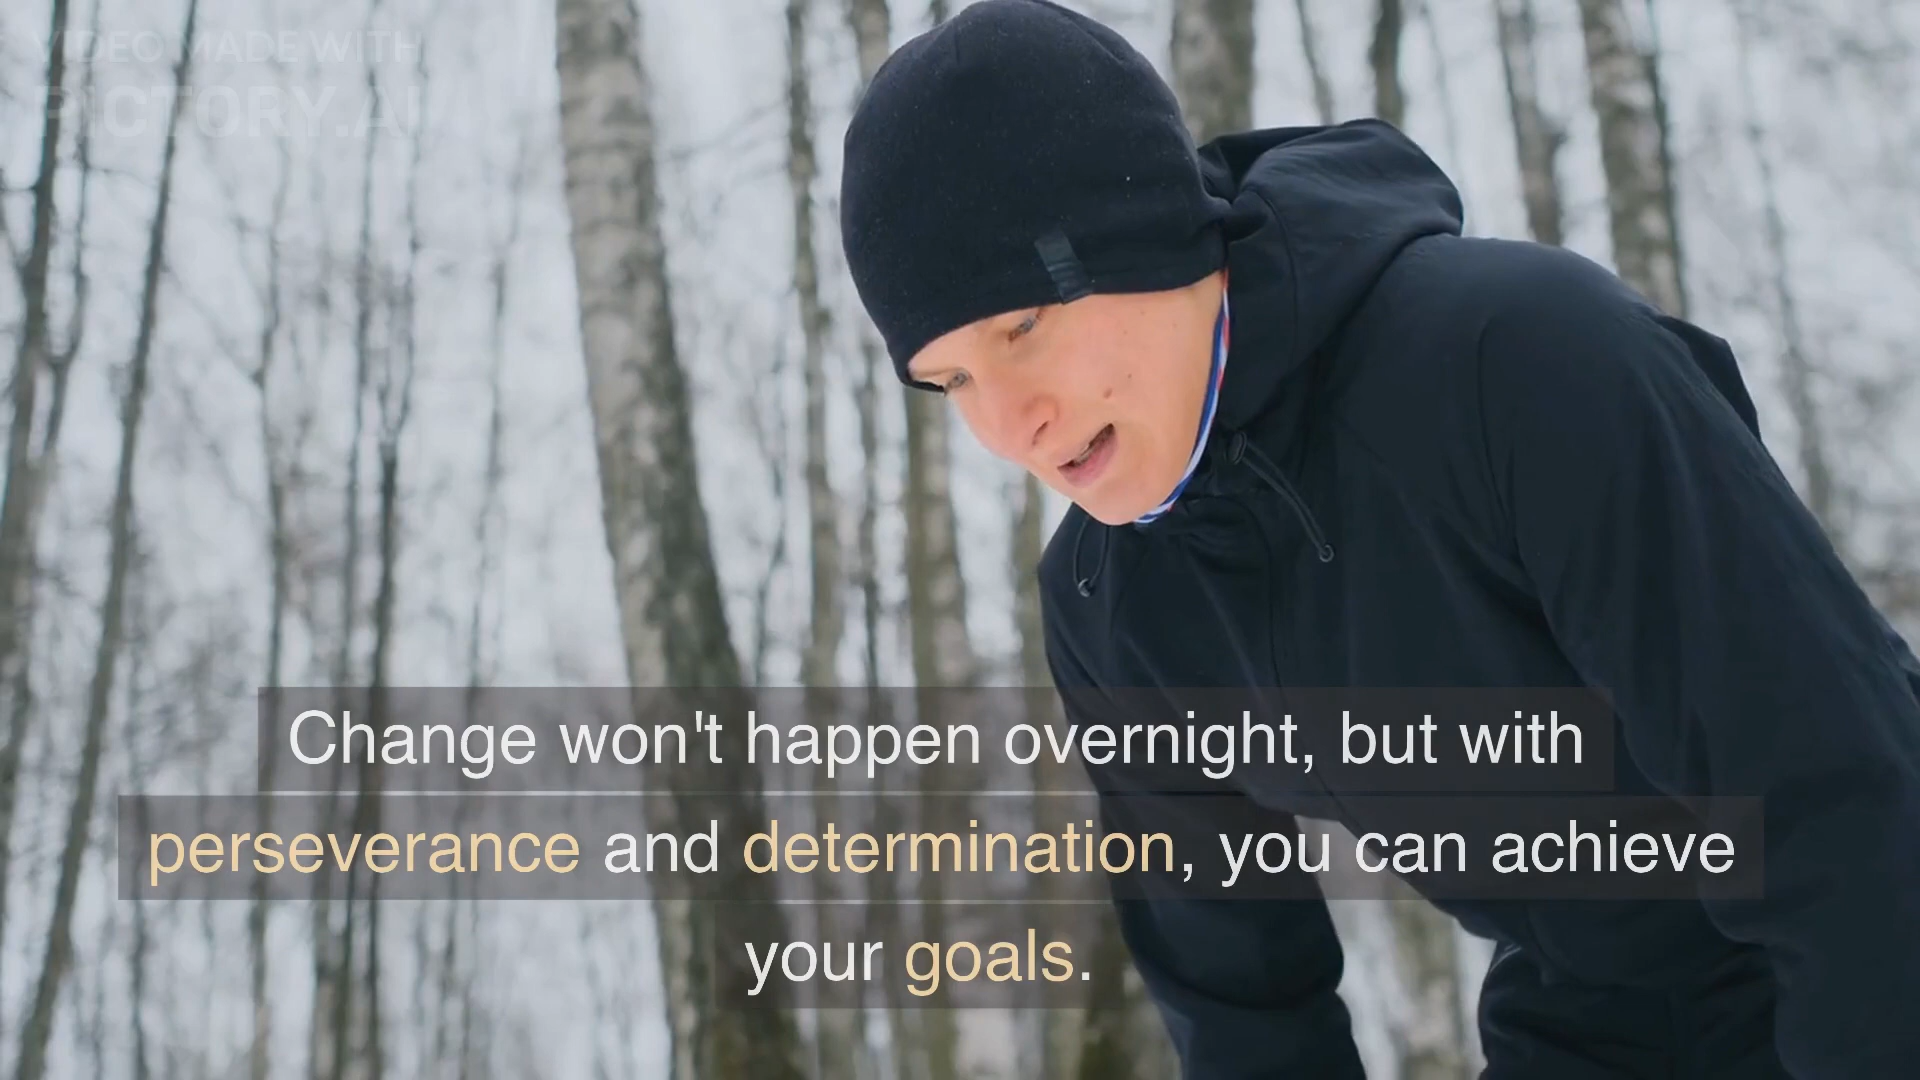 VIDEO MADE WITH
PICTORY.AI
Change won't happen overnight, but with
perseverance and determination, you can achieve
your goals.